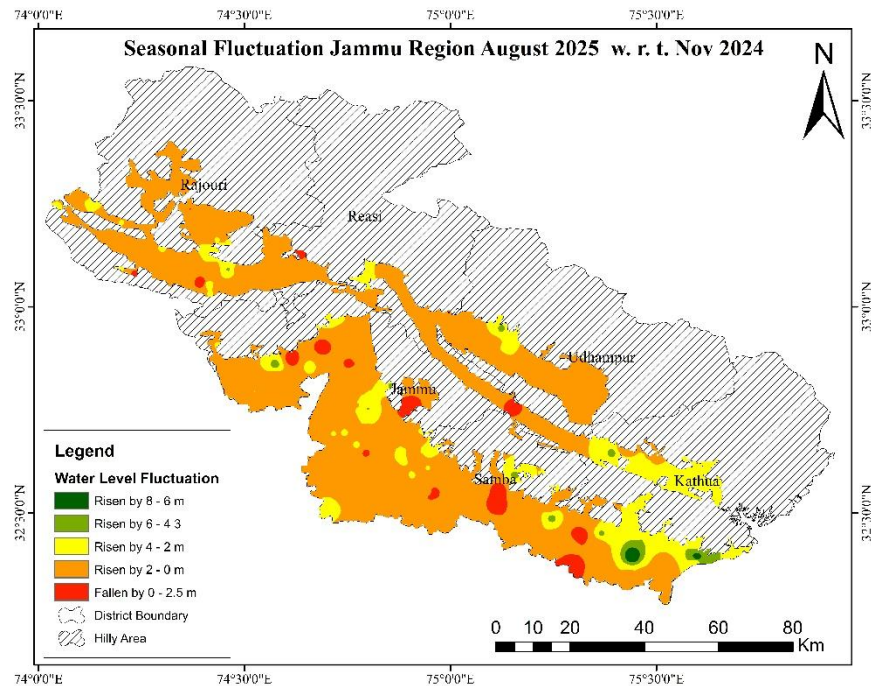 74°0'0"E 74°30'0"E 75°0'0"E 75°30'0"E
Seasonal Fluctuation Jammu Region August 2025 w. r. t. Nov 2024
N
33°30'0"N 33°30'0"N
Rajouri
Reasi
33°0'0"N 33°0'0"N
Udhampur
Jammu
Samba
Kathua
32°30'0"N 32°30'0"N
Legend
Water Level Fluctuation
Risen by 8 - 6 m
Risen by 6 - 4 3
Risen by 4 - 2 m
Risen by 2 - 0 m
Fallen by 0 - 2.5 m
District Boundary
Hilly Area
0 10 20 40 60 80
Km
74°0'0"E 74°30'0"E 75°0'0"E 75°30'0"E